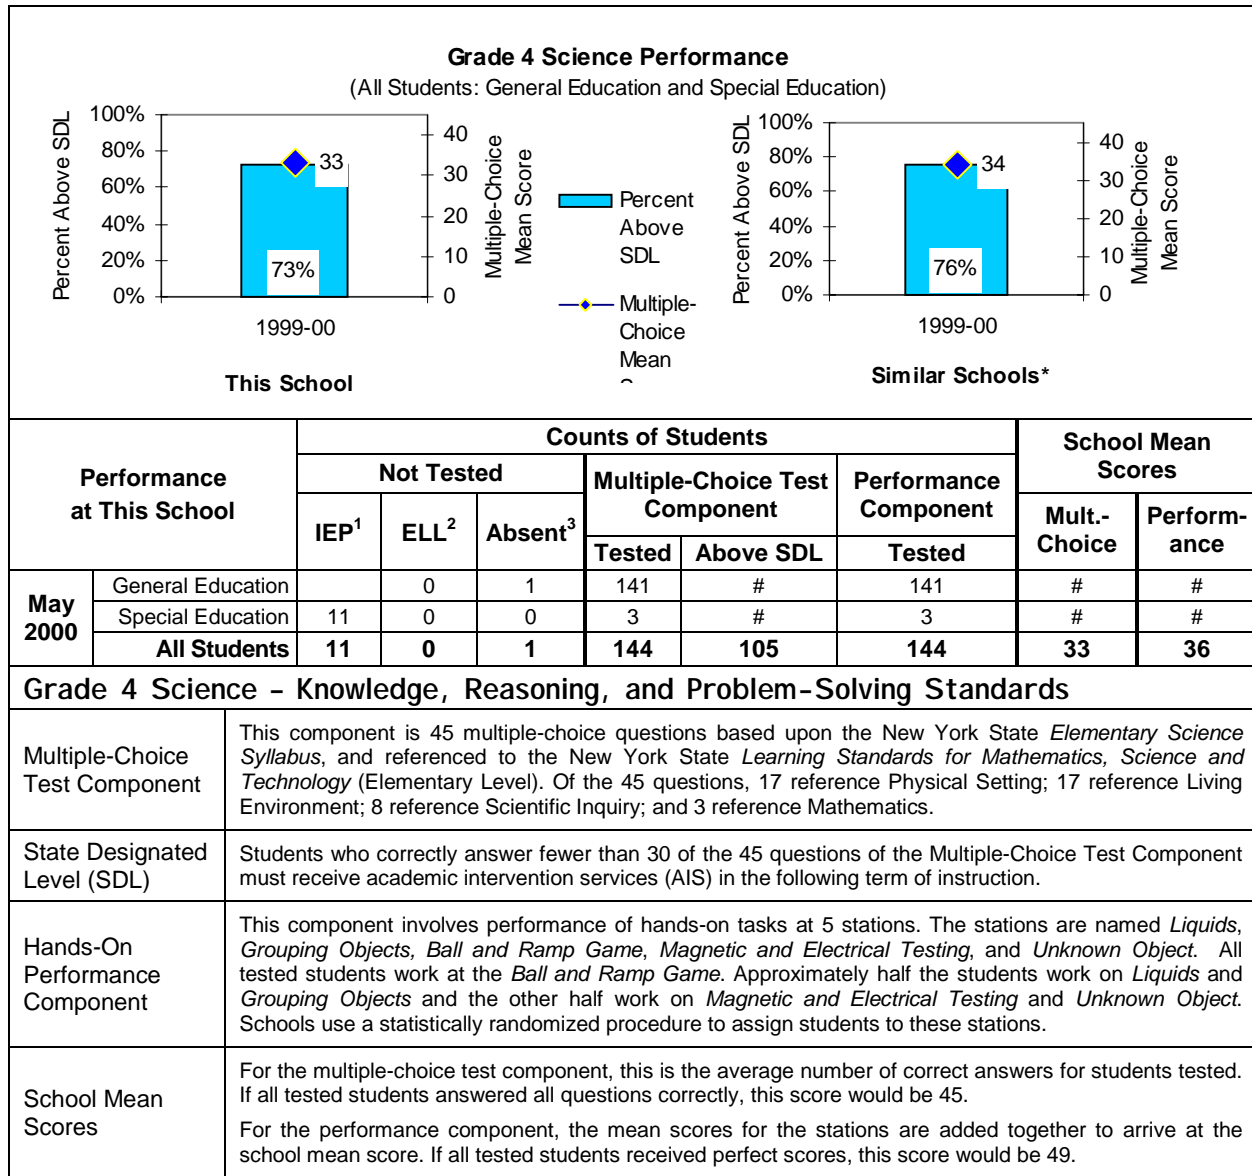 Grade 4 Science Performance
(All Students: General Education and Special Education)
Percent Above SDL
100%
80%
60%
40%
20%
0%
33
73%
40
30
20
10
0
Multiple-Choice
Mean Score
1999-00
This School
Percent
Above
SDL
Multiple-
Choice
Mean
Percent Above SDL
100%
80%
60%
40%
20%
0%
34
76%
40
30
20
10
0
Multiple-Choice
Mean Score
1999-00
Similar Schools*
Performance
at This School
Counts of Students
School Mean
Scores
Not Tested
Multiple-Choice Test
Component
Performance
Component
IEP1 ELL2 Absent3
Tested Above SDL Tested
Mult.-
Choice
Perform-
ance
May
2000
General Education 0 1 141 # 141 # #
Special Education 11 0 0 3 # 3 # #
All Students 11 0 1 144 105 144 33 36
Grade 4 Science – Knowledge, Reasoning, and Problem-Solving Standards
Multiple-Choice
Test Component
This component is 45 multiple-choice questions based upon the New York State Elementary Science
Syllabus, and referenced to the New York State Learning Standards for Mathematics, Science and
Technology (Elementary Level). Of the 45 questions, 17 reference Physical Setting; 17 reference Living
Environment; 8 reference Scientific Inquiry; and 3 reference Mathematics.
State Designated
Level (SDL)
Students who correctly answer fewer than 30 of the 45 questions of the Multiple-Choice Test Component
must receive academic intervention services (AIS) in the following term of instruction.
Hands-On
Performance
Component
This component involves performance of hands-on tasks at 5 stations. The stations are named Liquids,
Grouping Objects, Ball and Ramp Game, Magnetic and Electrical Testing, and Unknown Object. All
tested students work at the Ball and Ramp Game. Approximately half the students work on Liquids and
Grouping Objects and the other half work on Magnetic and Electrical Testing and Unknown Object.
Schools use a statistically randomized procedure to assign students to these stations.
School Mean
Scores
For the multiple-choice test component, this is the average number of correct answers for students tested.
If all tested students answered all questions correctly, this score would be 45.
For the performance component, the mean scores for the stations are added together to arrive at the
school mean score. If all tested students received perfect scores, this score would be 49.